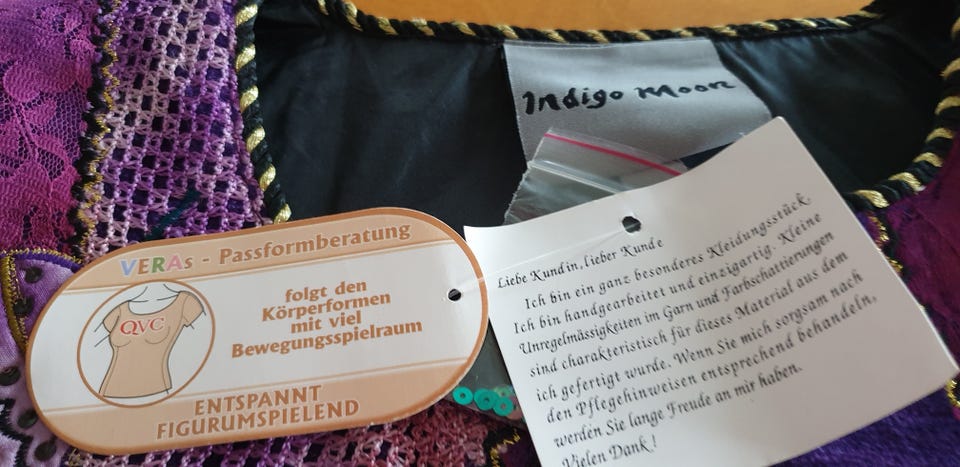 Indigo Moon
VERAs - Passformberatung
QVC
folgt den
Körperformen
mit viel
Bewegungsspielraum
ENTSPANNT
FIGURUMSPIELEND
Liebe Kundin, lieber Kunde
Ich bin ein ganz besonderes Kleidungsstück.
Ich bin handgearbeitet und einzigartig. Kleine
Unregelmässigkeiten im Garn und Farbschattierungen
sind charakteristisch für dieses Material aus dem
ich gefertigt wurde. Wenn Sie mich sorgsam nach
den Pflegehinweisen entsprechend behandeln,
werden Sie lange Freude an mir haben.
Vielen Dank !